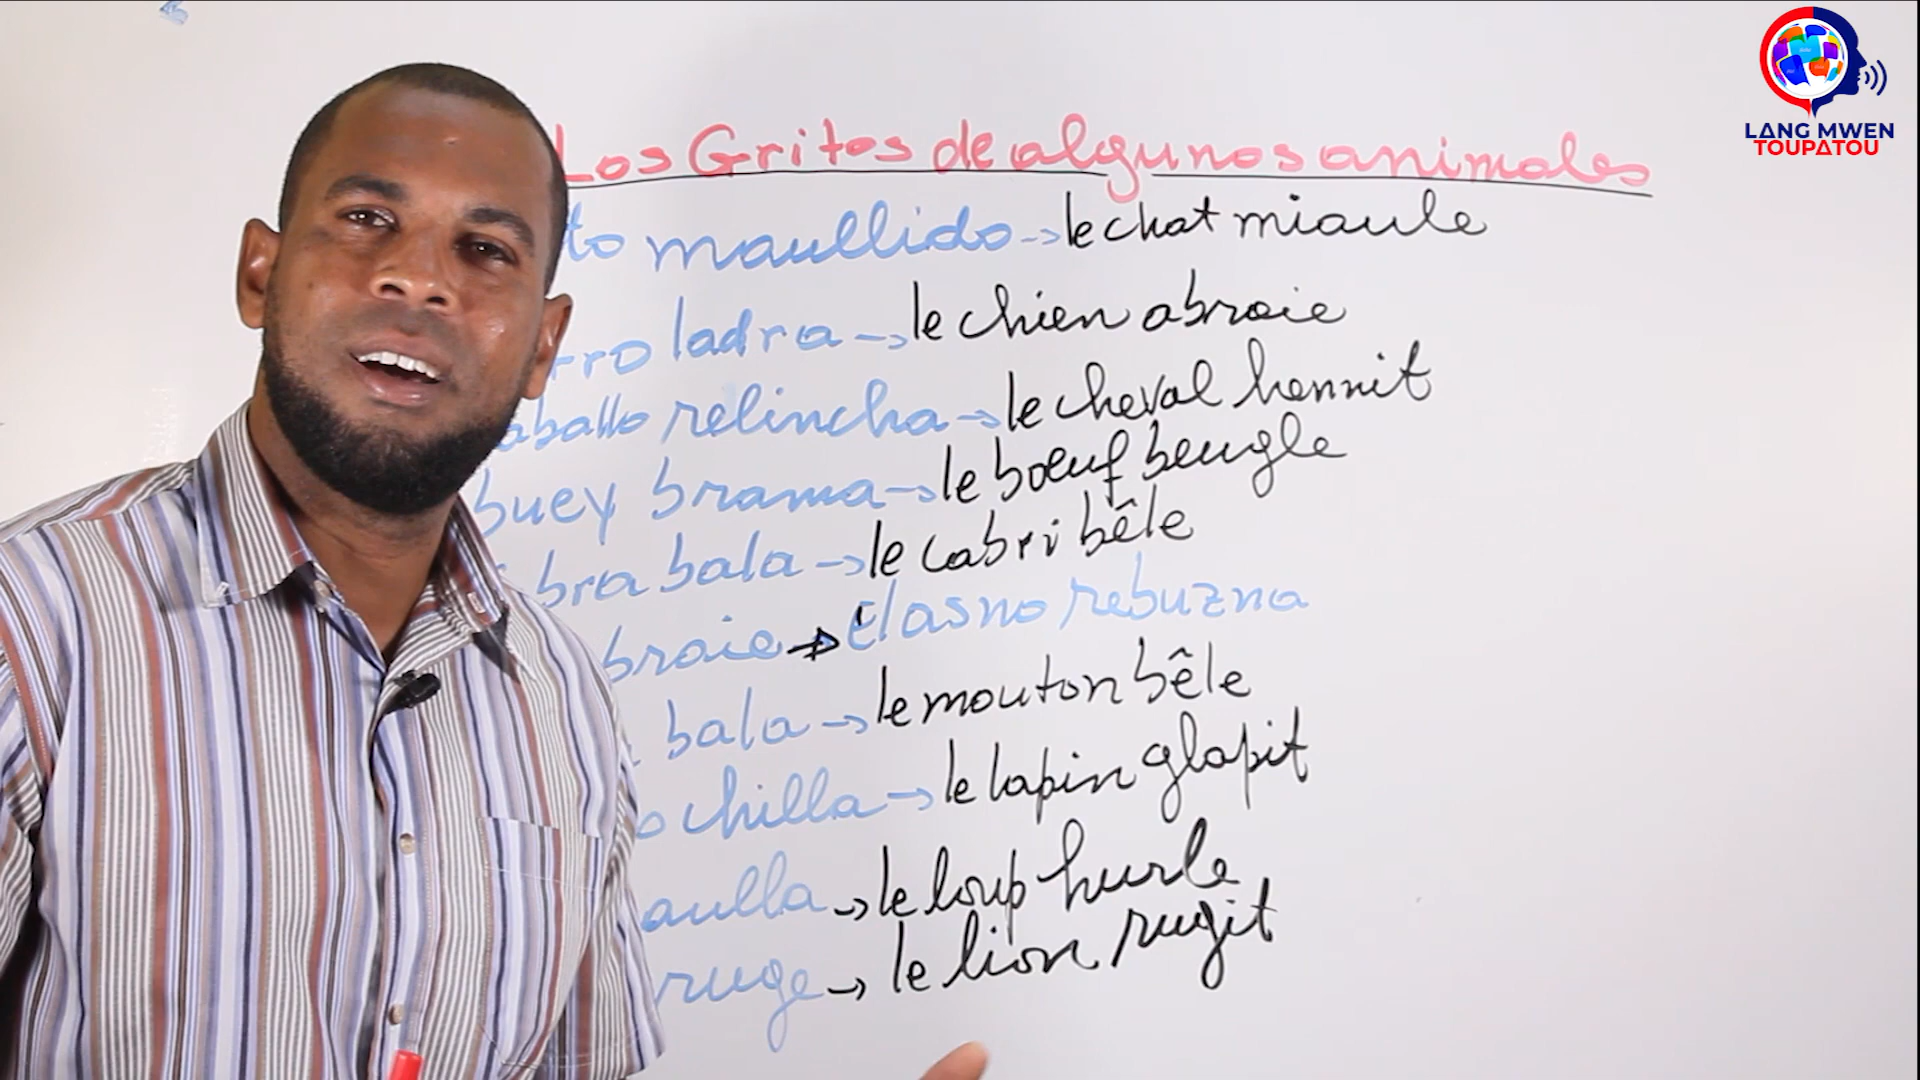 LANG MWEN
TOUPATOU
Los Gritos de algunos animales
to maullido -> le chat miaule
rro ladra -> le chien abraie
aballo relincha -> le cheval hennit
buey brama -> le bœuf beugle
bra bala -> le cabri bêle
braie -> El asno rebuzna
bala -> le mouton bêle
o chilla -> le lapin glapit
aulla -> le loup hurle
ruge -> le lion rugit